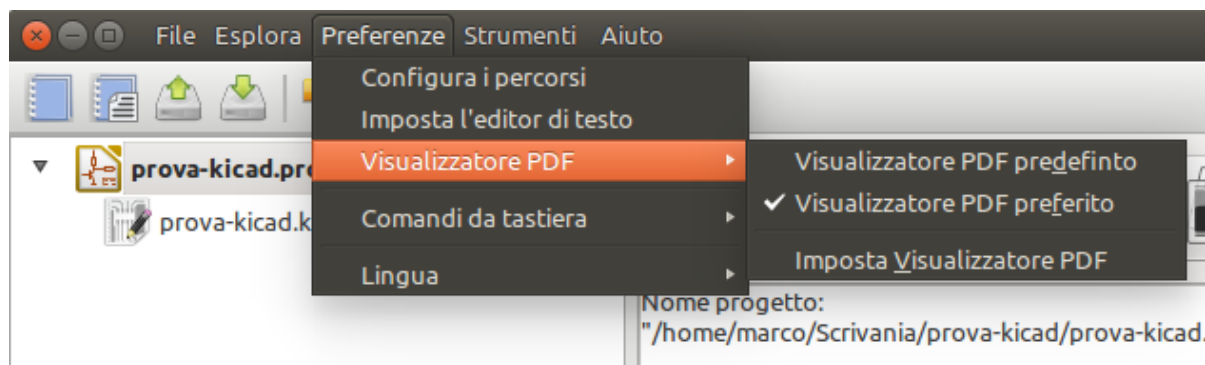 File Esplora Preferenze Strumenti Aiuto
Configura i percorsi
Imposta l'editor di testo
Visualizzatore PDF
Comandi da tastiera
Lingua
Visualizzatore PDF predefinto
Visualizzatore PDF preferito
Imposta Visualizzatore PDF
prova-kicad.pro
prova-kicad.k
Nome progetto:
"/home/marco/Scrivania/prova-kicad/prova-kicad.